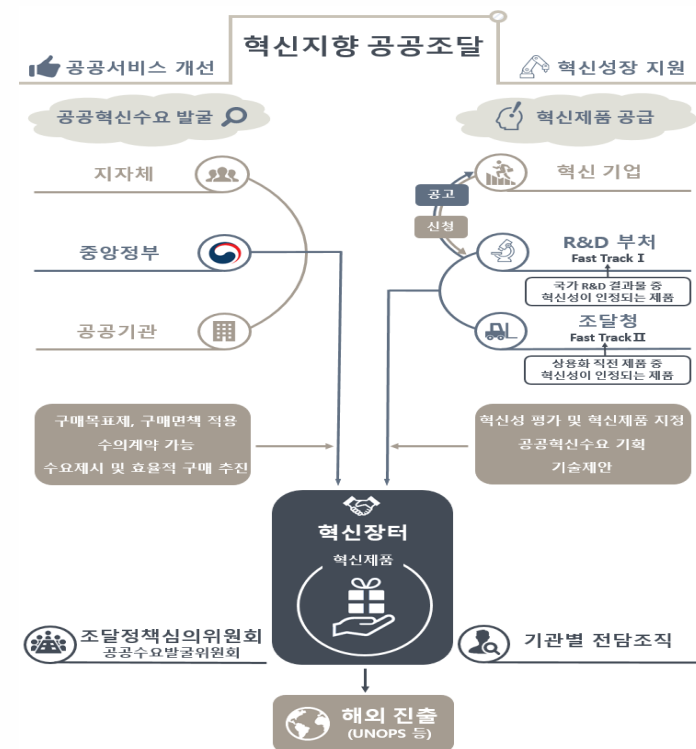 혁신지향 공공조달
공공서비스 개선
혁신성장 지원
공공혁신수요 발굴
혁신제품 공급
지자체
중앙정부
공공기관
공고
신청
혁신 기업
R&D 부처
Fast Track I
국가 R&D 결과물 중
혁신성이 인정되는 제품
조달청
Fast Track II
상용화 직전 제품 중
혁신성이 인정되는 제품
구매목표제, 구매면책 적용
수의계약 가능
수요제시 및 효율적 구매 추진
혁신성 평가 및 혁신제품 지정
공공혁신수요 기획
기술제안
혁신장터
혁신제품
조달정책심의위원회
공공수요발굴위원회
기관별 전담조직
해외 진출
(UNOPS 등)